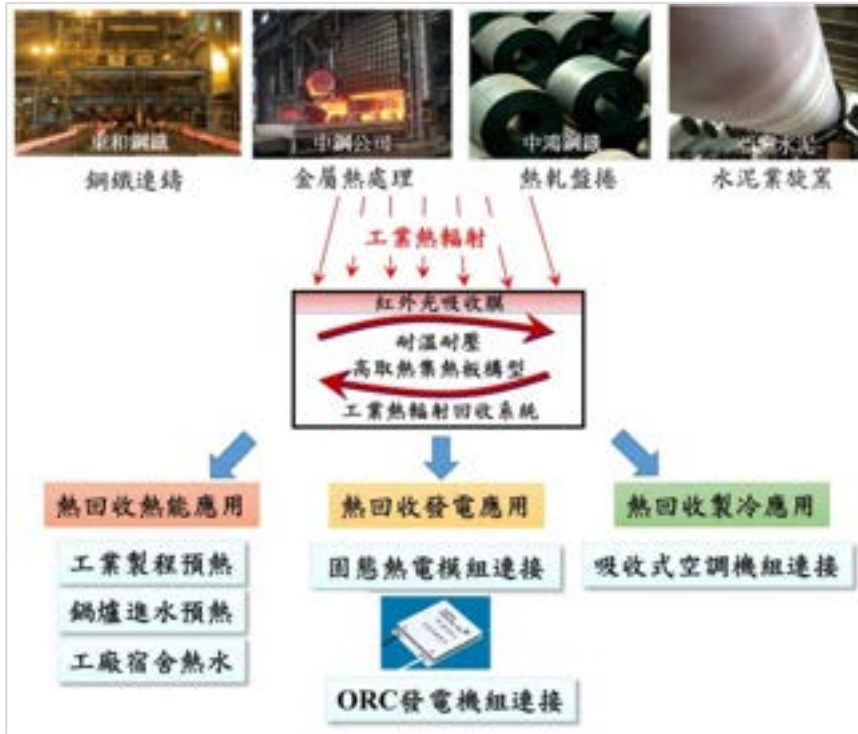 東和鋼鐵
中鋼公司
中鴻鋼鐵
水泥
鋼鐵連鑄
金屬熱處理
熱軋盤捲
水泥業旋窯
工業熱輻射
紅外光吸收膜
耐溫耐壓
高取熱集熱板構型
工業熱輻射回收系統
熱回收熱能應用
熱回收發電應用
熱回收製冷應用
工業製程預熱
固態熱電模組連接
吸收式空調機組連接
鍋爐進水預熱
工廠宿舍熱水
ORC發電機組連接